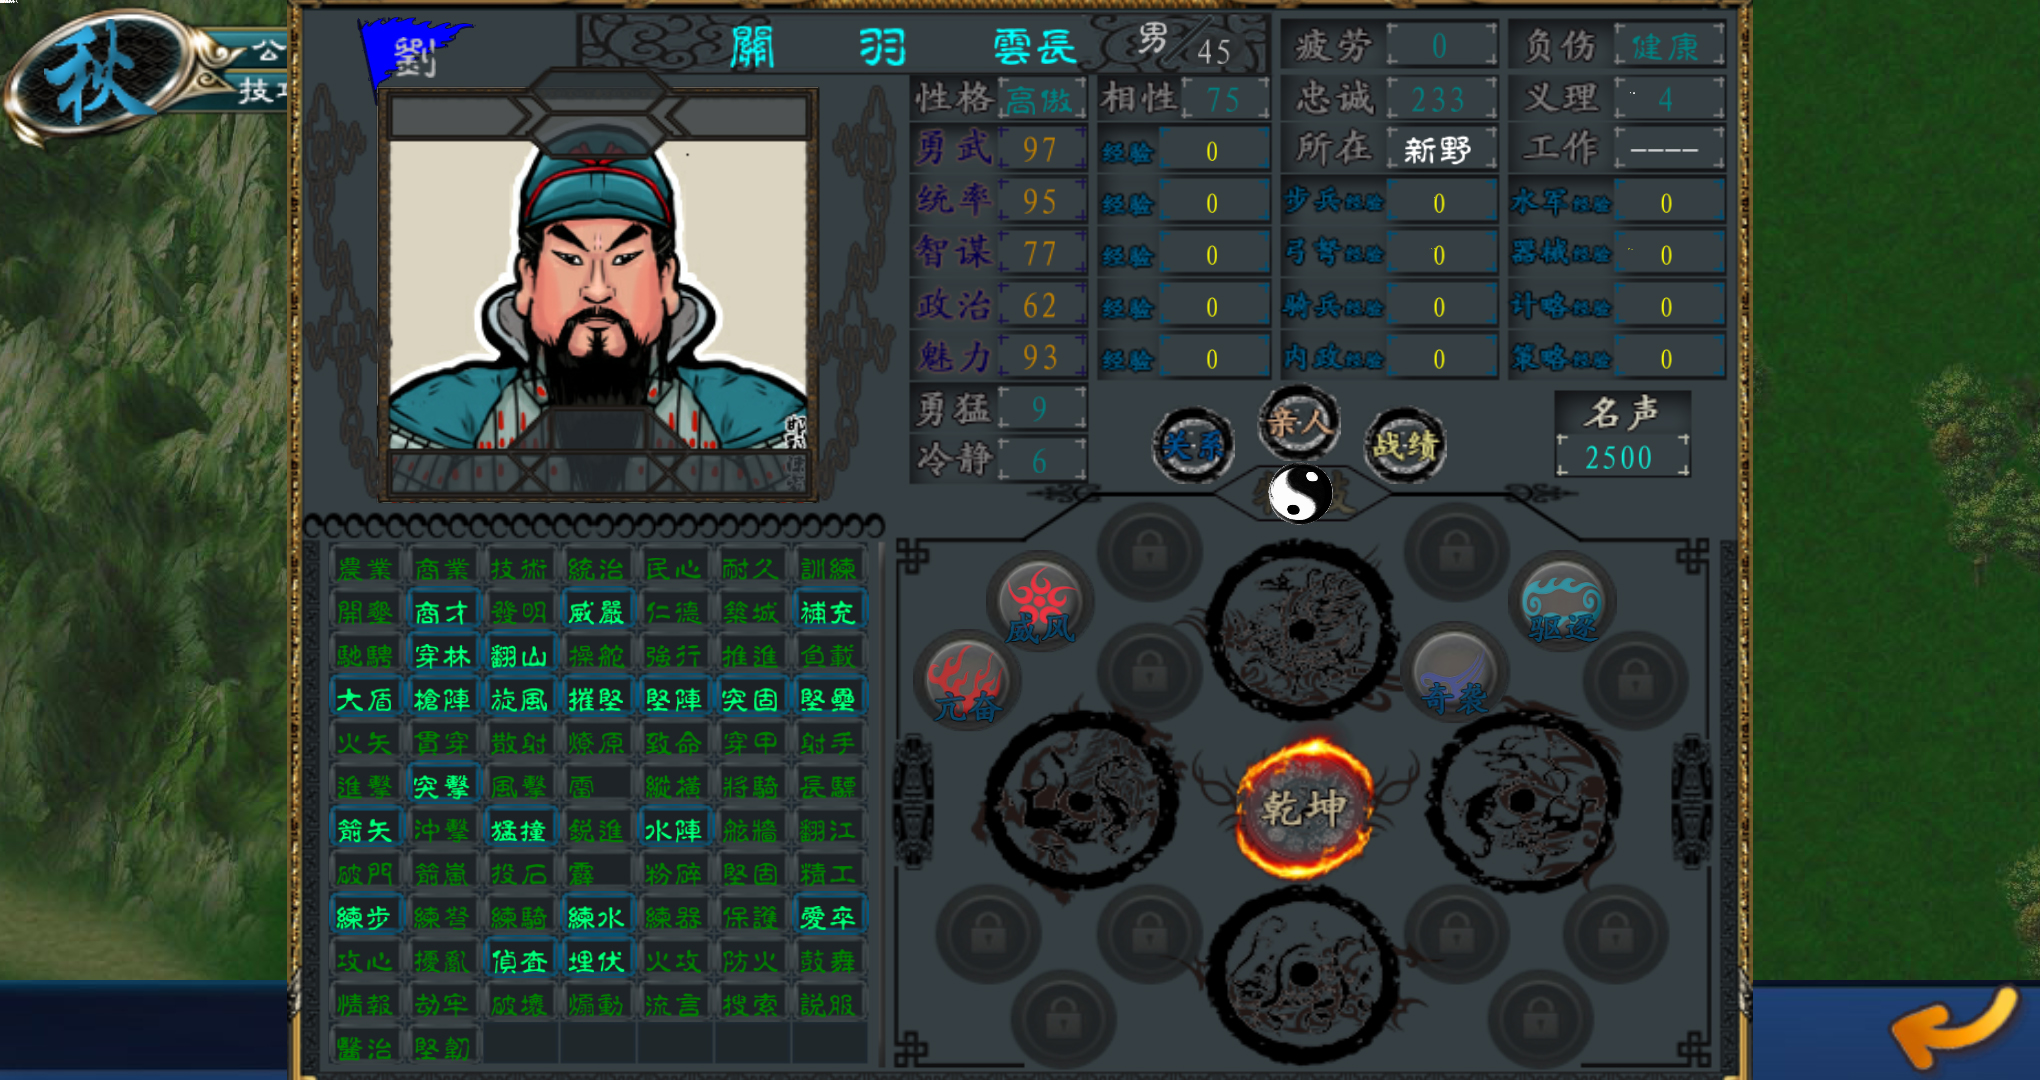 秋
公
技
劉
關 羽 雲長 男 45
疲劳 0 负伤 健康
性格 高傲 相性 75 忠诚 233 义理 4
勇武 97 经验 0 所在 新野 工作 ----
统率 95 经验 0 步兵经验 0 水军经验 0
智谋 77 经验 0 弓弩经验 0 器械经验 0
政治 62 经验 0 骑兵经验 0 计略经验 0
魅力 93 经验 0 内政经验 0 策略经验 0
勇猛 9
冷静 6
关系 亲人 战绩
名声
2500
農業 商業 技術 統治 民心 耐久 訓練
開墾 商才 發明 威嚴 仁德 築城 補充
馳騁 穿林 翻山 操舵 強行 推進 負載
大盾 槍陣 旋風 摧堅 堅陣 突固 堅壘
火矢 貫穿 散射 燎原 致命 穿甲 射手
進擊 突擊 風擊 雷 縱橫 將騎 長驃
箭矢 沖擊 猛撞 鋭進 水陣 舷牆 翻江
破門 箭嵐 投石 霹 粉碎 堅固 精工
練步 練弩 練騎 練水 練器 保護 愛卒
攻心 擾亂 偵查 埋伏 火攻 防火 鼓舞
情報 劫牢 破壞 煽動 流言 搜索 説服
醫治 堅韌
威风
亢奋
驱逐
奇袭
乾坤